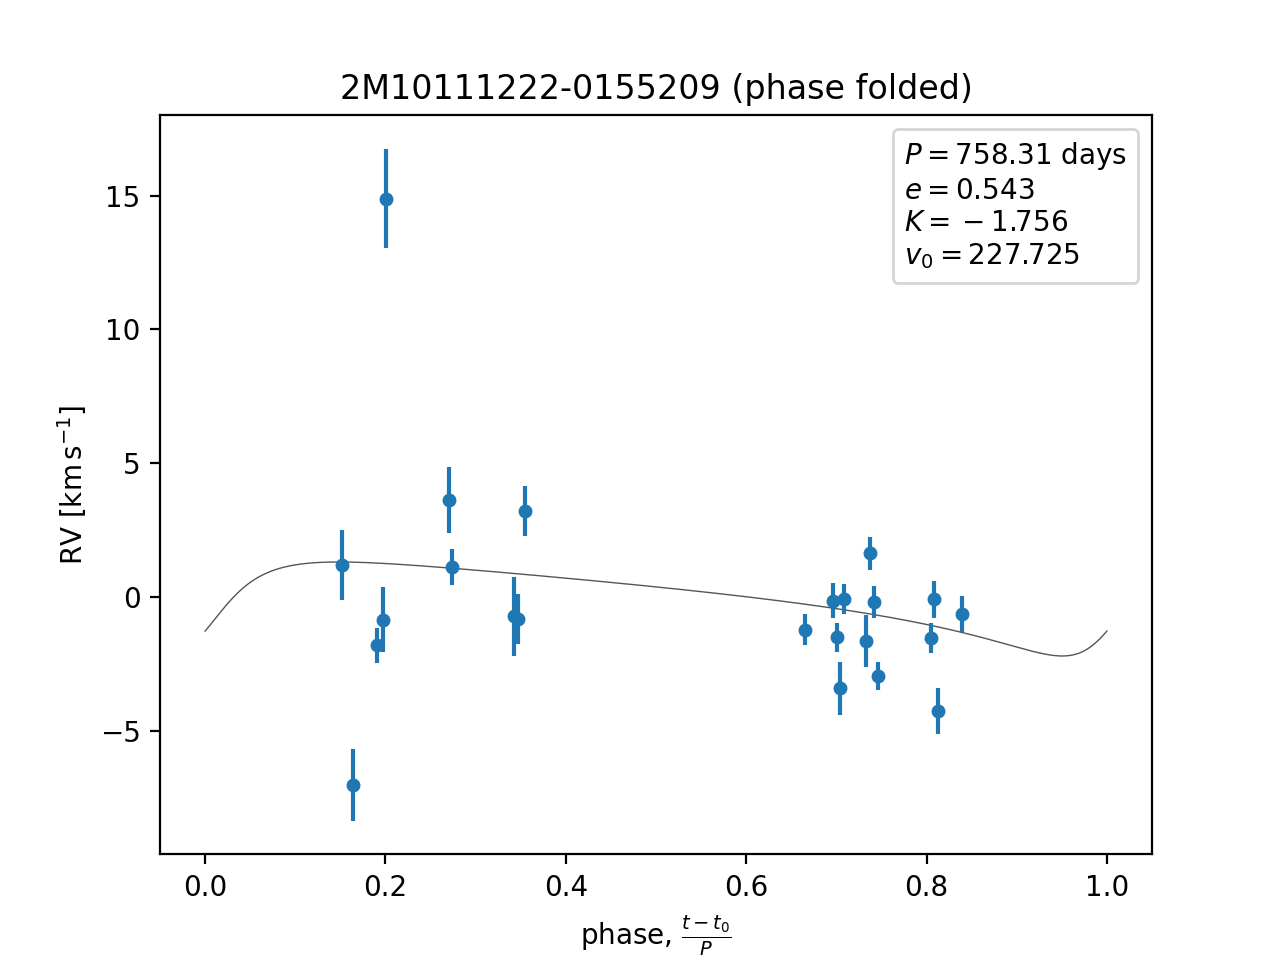 2M10111222-0155209 (phase folded)
P = 758.31 days
e = 0.543
K = −1.756
v₀ = 227.725
RV [km s⁻¹]
15
10
5
0
−5
0.0 0.2 0.4 0.6 0.8 1.0
phase, (t − t₀)/P